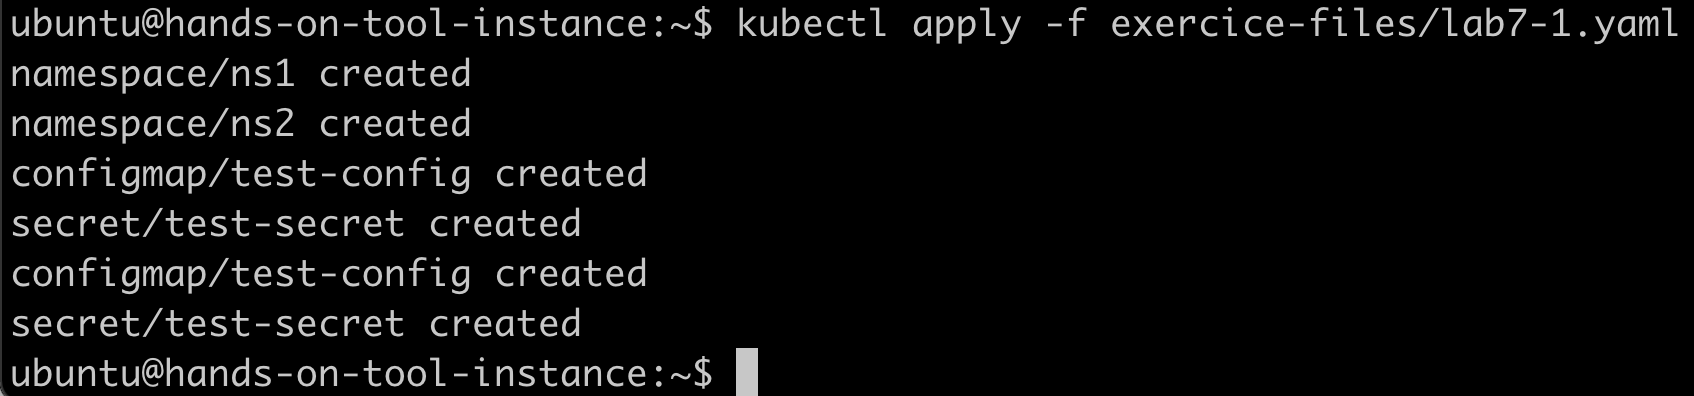 ubuntu@hands-on-tool-instance:~$ kubectl apply -f exercice-files/lab7-1.yaml
namespace/ns1 created
namespace/ns2 created
configmap/test-config created
secret/test-secret created
configmap/test-config created
secret/test-secret created
ubuntu@hands-on-tool-instance:~$